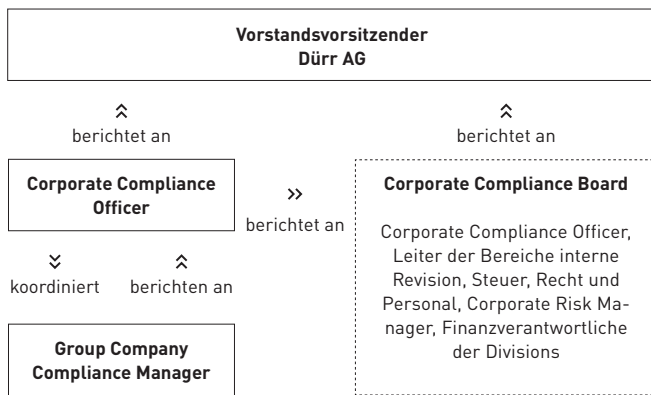 Vorstandsvorsitzender
Dürr AG
berichtet an
berichtet an
Corporate Compliance
Officer
berichtet an
Corporate Compliance Board
Corporate Compliance Officer,
Leiter der Bereiche interne
Revision, Steuer, Recht und
Personal, Corporate Risk Ma-
nager, Finanzverantwortliche
der Divisions
koordiniert
berichten an
Group Company
Compliance Manager